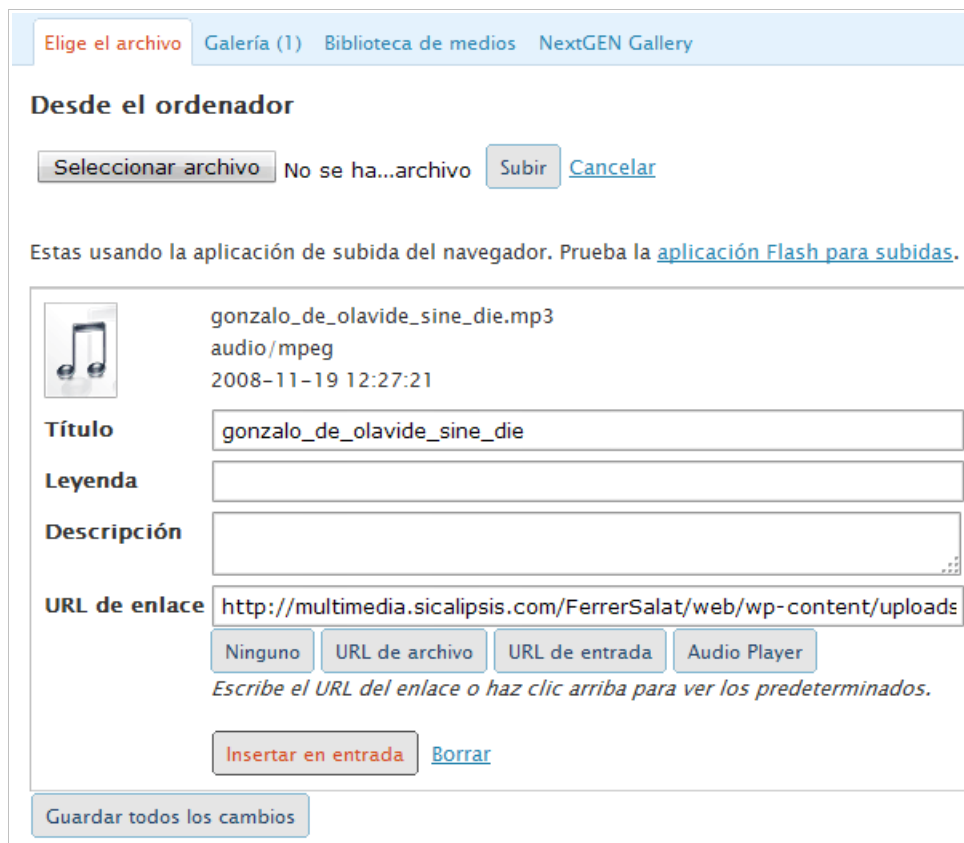 Elige el archivo Galería (1) Biblioteca de medios NextGEN Gallery
Desde el ordenador
Seleccionar archivo No se ha...archivo Subir Cancelar
Estas usando la aplicación de subida del navegador. Prueba la aplicación Flash para subidas.
gonzalo_de_olavide_sine_die.mp3
audio/mpeg
2008-11-19 12:27:21
Título gonzalo_de_olavide_sine_die
Leyenda
Descripción
URL de enlace http://multimedia.sicalipsis.com/FerrerSalat/web/wp-content/uploads
Ninguno URL de archivo URL de entrada Audio Player
Escribe el URL del enlace o haz clic arriba para ver los predeterminados.
Insertar en entrada Borrar
Guardar todos los cambios